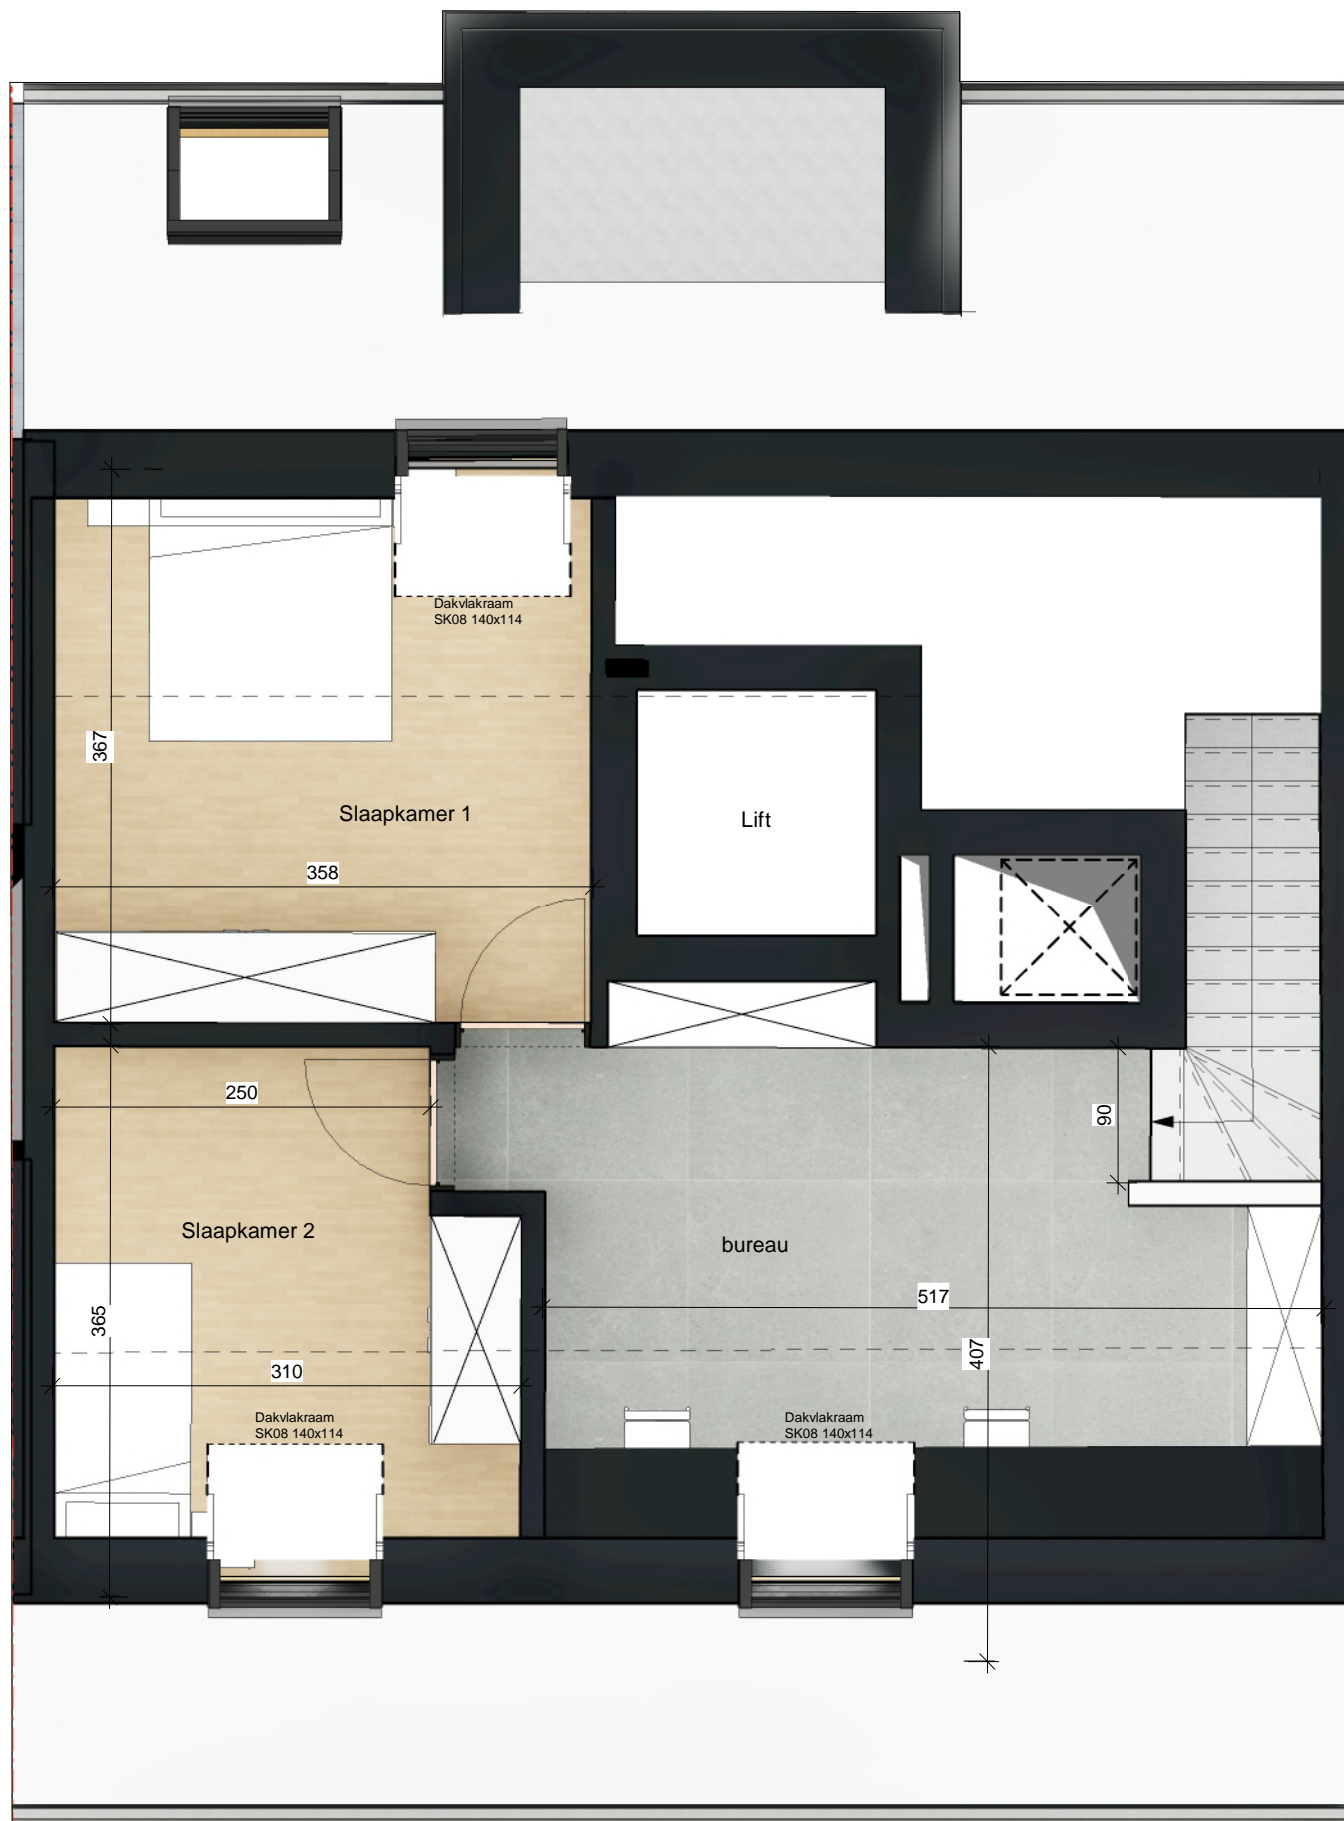 Dakvlakraam
SK08 140x114
367
Slaapkamer 1
Lift
358
250
90
Slaapkamer 2
bureau
517
365
407
310
Dakvlakraam
SK08 140x114
Dakvlakraam
SK08 140x114